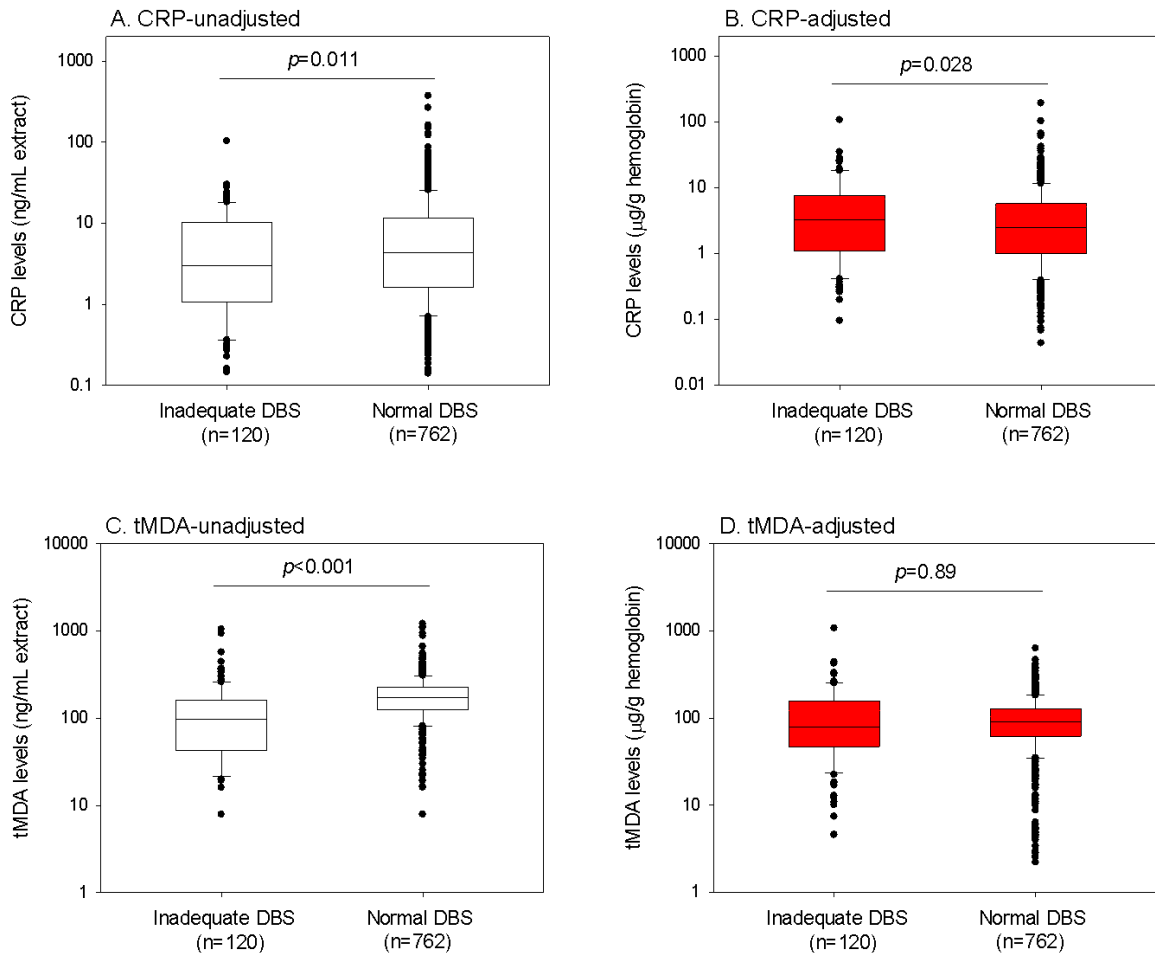 A. CRP-unadjusted
CRP levels (ng/mL extract)
1000
100
10
1
0.1
p=0.011
Inadequate DBS
(n=120)
Normal DBS
(n=762)
B. CRP-adjusted
CRP levels (μg/g hemoglobin)
1000
100
10
1
0.1
0.01
p=0.028
Inadequate DBS
(n=120)
Normal DBS
(n=762)
C. tMDA-unadjusted
tMDA levels (ng/mL extract)
10000
1000
100
10
1
p<0.001
Inadequate DBS
(n=120)
Normal DBS
(n=762)
D. tMDA-adjusted
tMDA levels (μg/g hemoglobin)
10000
1000
100
10
1
p=0.89
Inadequate DBS
(n=120)
Normal DBS
(n=762)